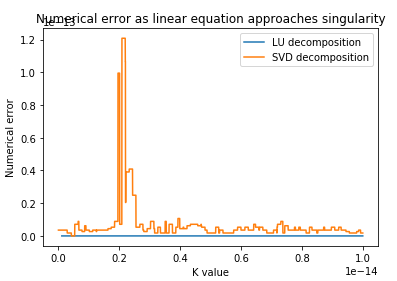 Numerical error as linear equation approaches singularity
1e−13
LU decomposition
SVD decomposition
1.2
1.0
0.8
0.6
0.4
0.2
0.0
Numerical error
0.0 0.2 0.4 0.6 0.8 1.0
K value
1e−14